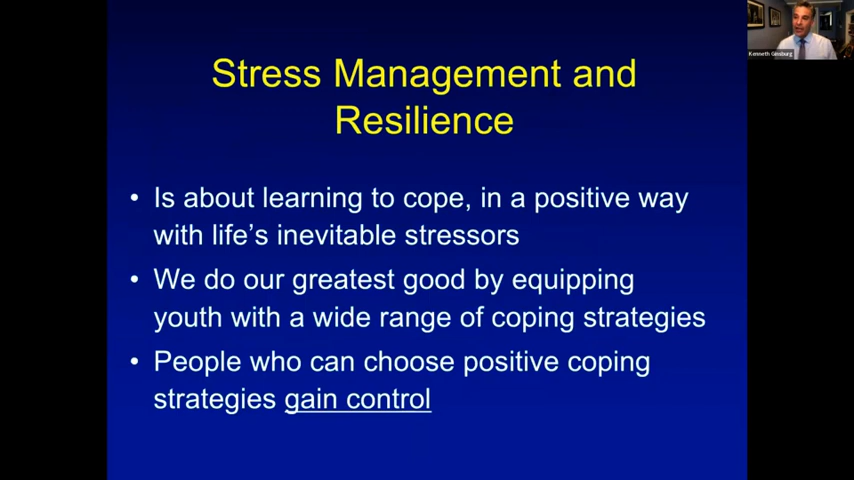 Stress Management and
Resilience
• Is about learning to cope, in a positive way
with life's inevitable stressors
• We do our greatest good by equipping
youth with a wide range of coping strategies
• People who can choose positive coping
strategies gain control
Kenneth Ginsburg